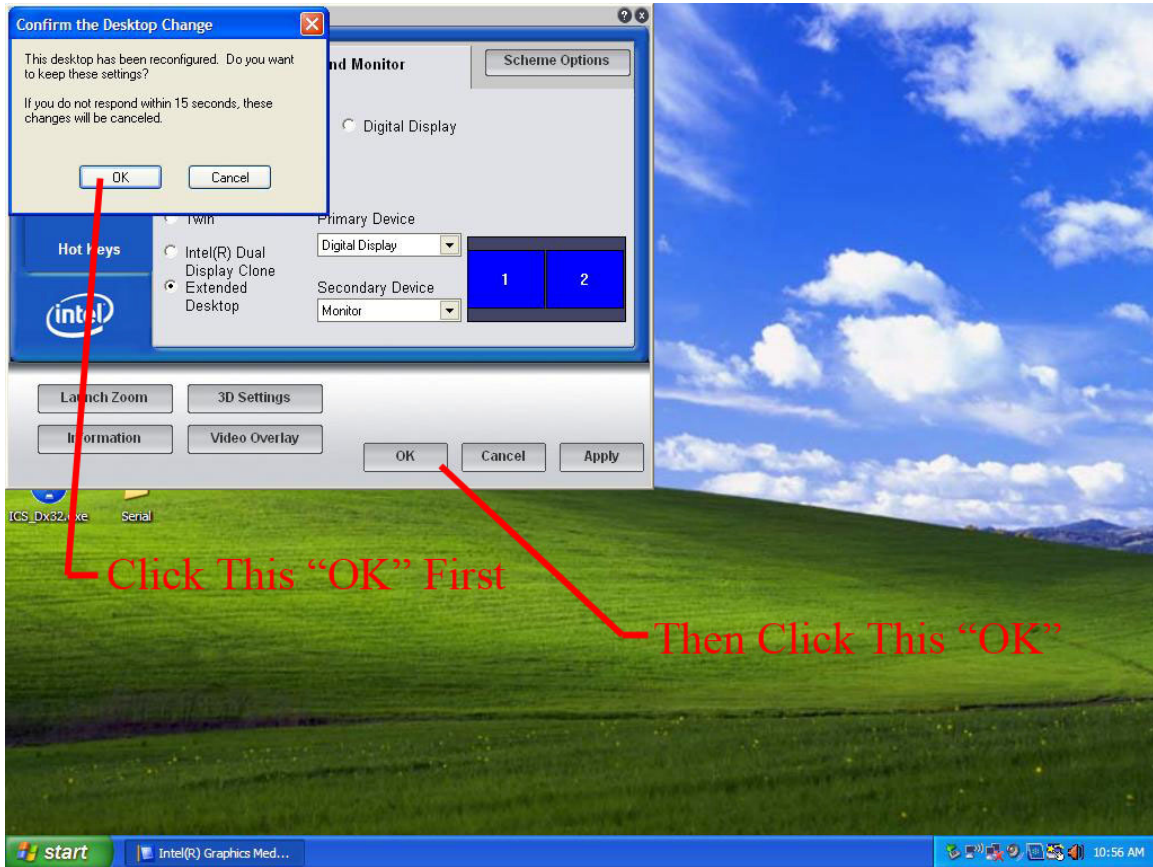 Confirm the Desktop Change
This desktop has been reconfigured. Do you want
to keep these settings?
If you do not respond within 15 seconds, these
changes will be canceled.
OK
Cancel
nd Monitor
Scheme Options
Digital Display
Twin
Primary Device
Hot Keys
Intel(R) Dual
Display Clone
Digital Display
Extended
Desktop
Secondary Device
Monitor
1
2
intel
Launch Zoom
3D Settings
Information
Video Overlay
OK
Cancel
Apply
ICS_Dx32.exe
Serial
Click This “OK” First
Then Click This “OK”
start
Intel(R) Graphics Med...
10:56 AM